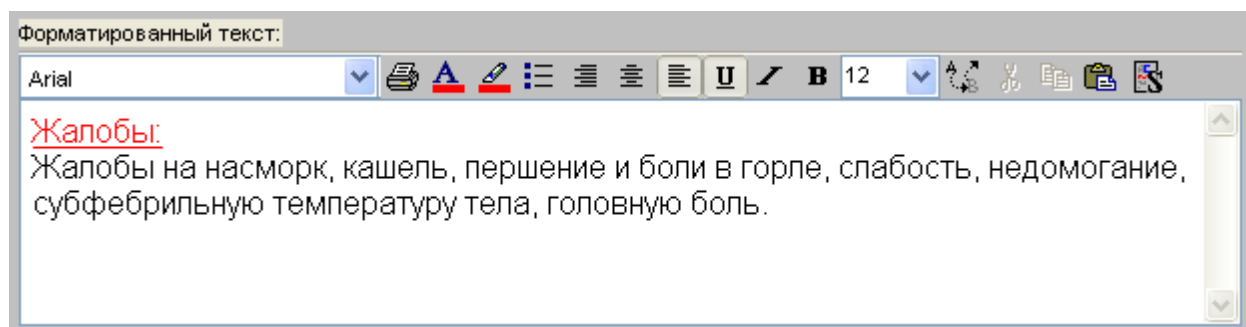 Форматированный текст:
Arial
12
Жалобы:
Жалобы на насморк, кашель, першение и боли в горле, слабость, недомогание,
субфебрильную температуру тела, головную боль.